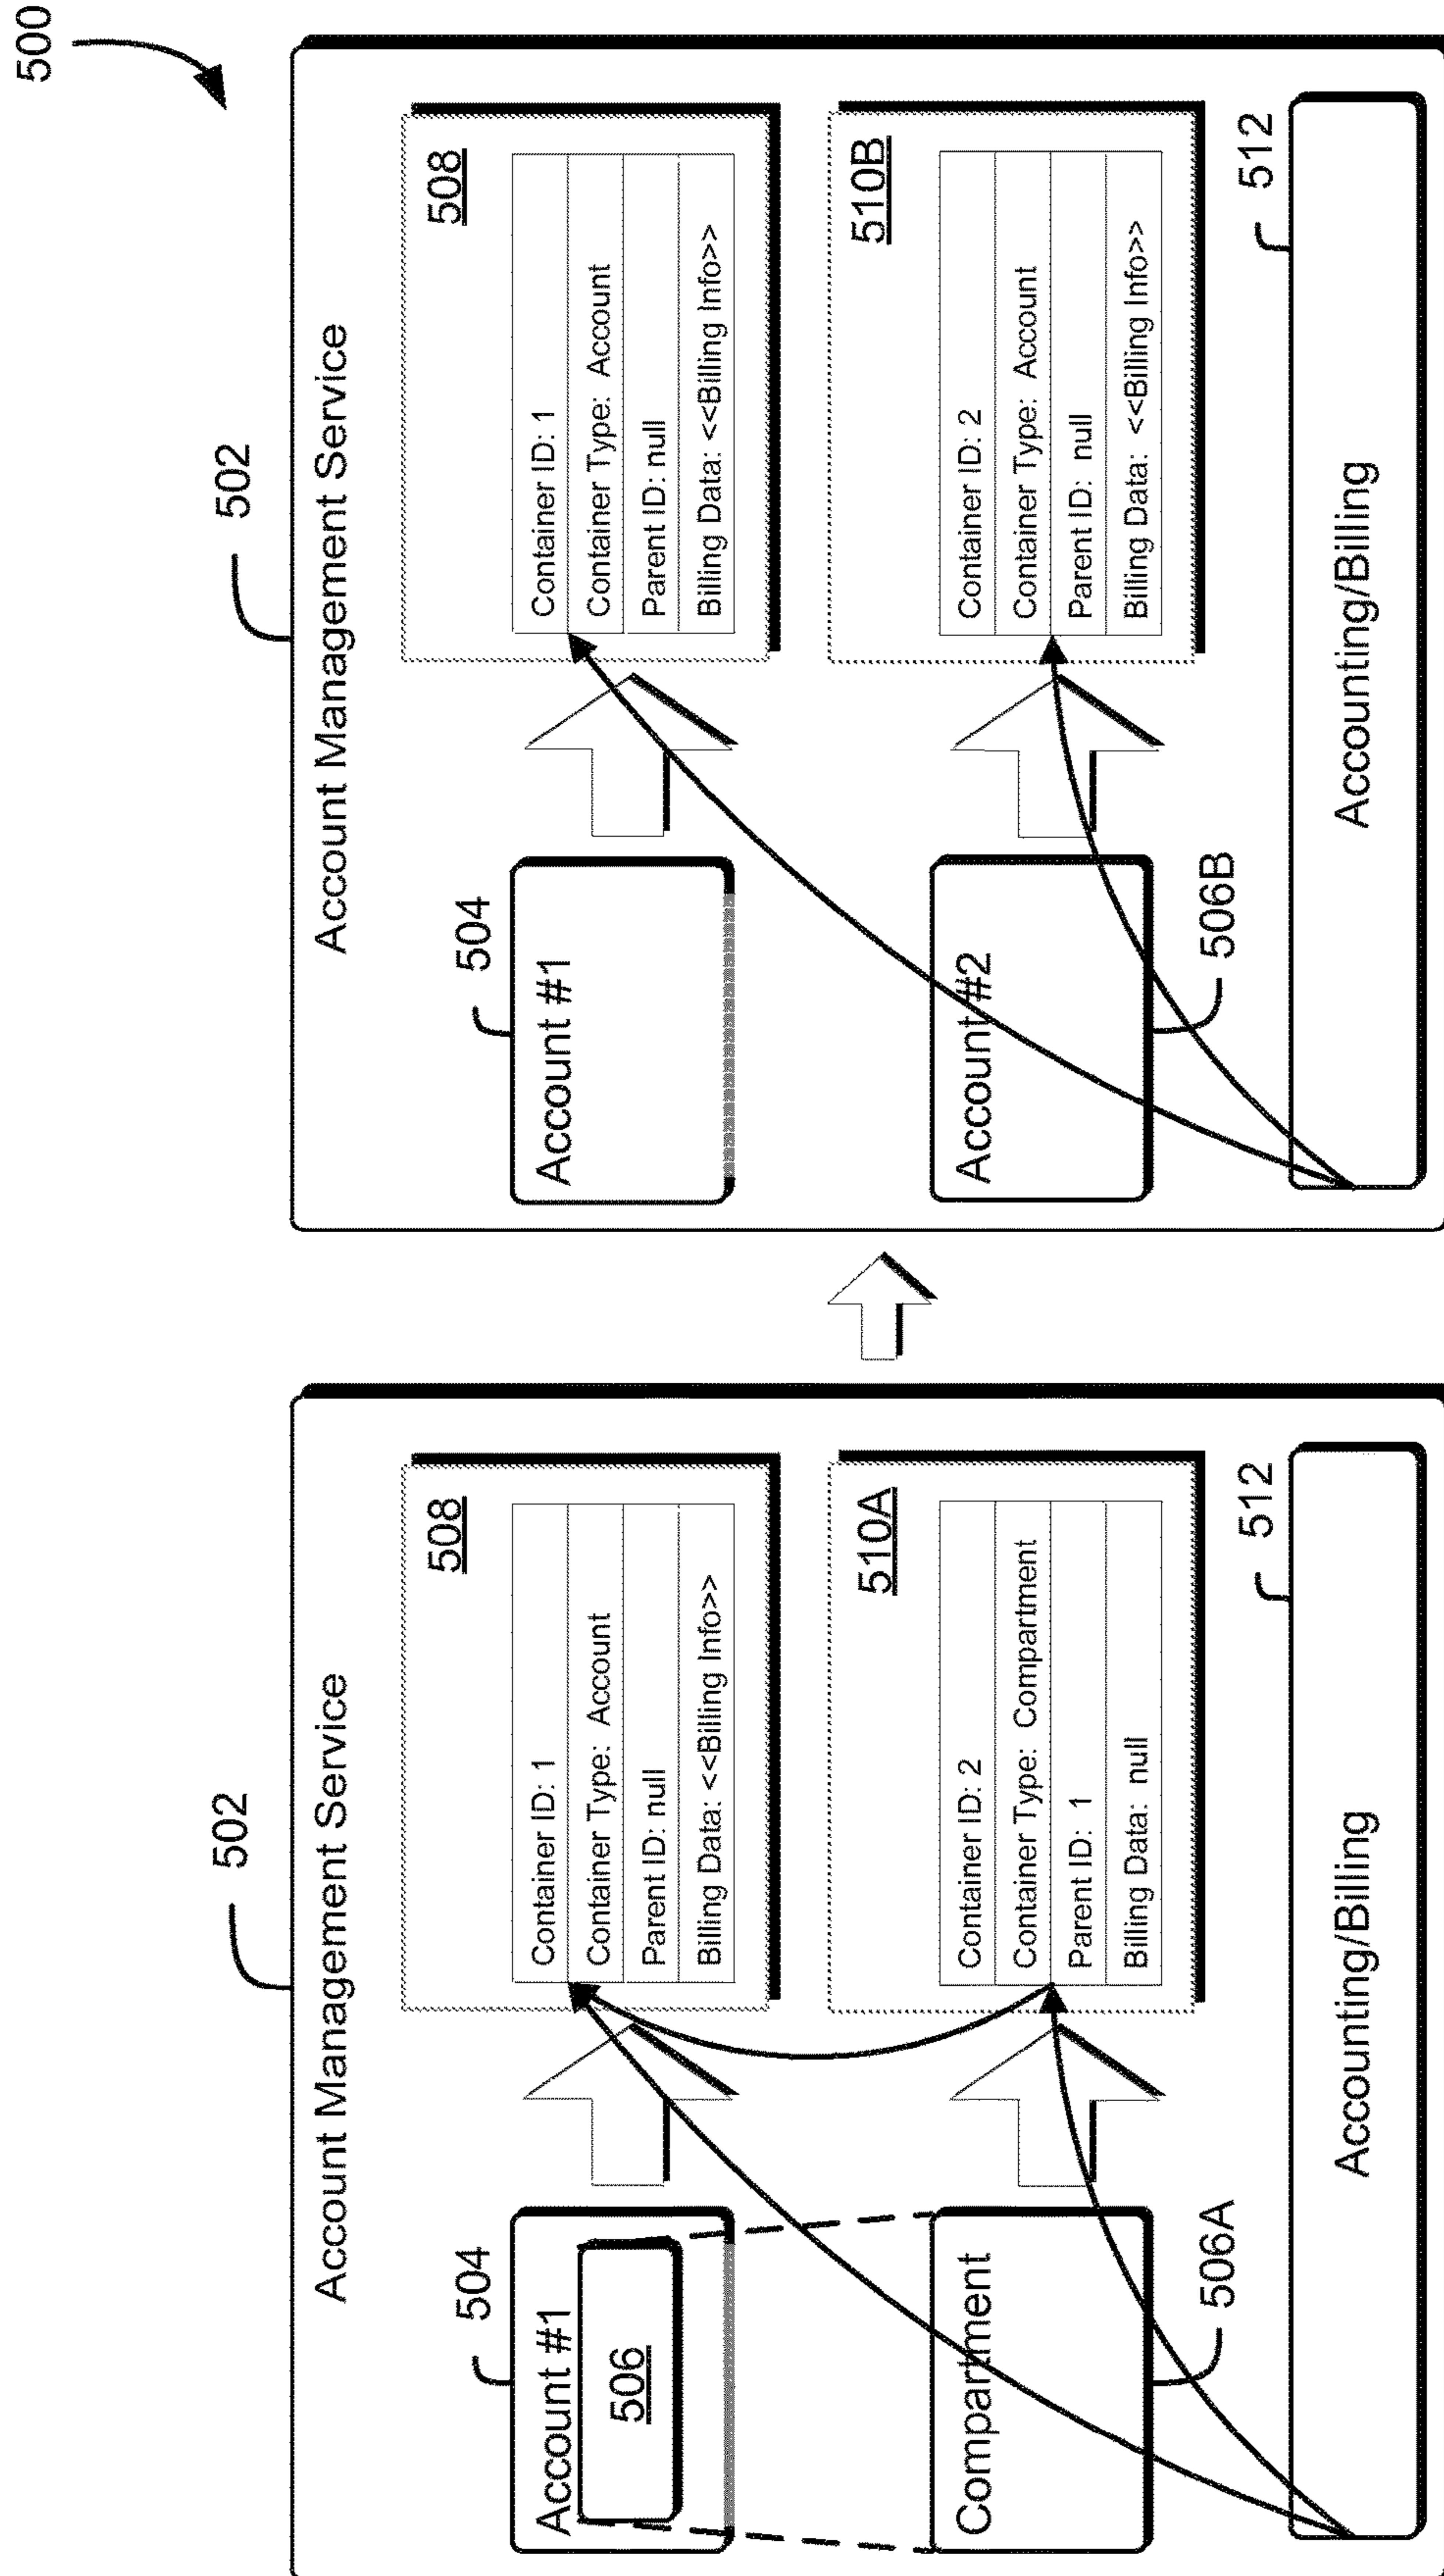 500
502
Account Management Service
504
Account #1
506
508
Container ID: 1
Container Type: Account
Parent ID: null
Billing Data: <<Billing Info>>
Compartment
506A
510A
Container ID: 2
Container Type: Compartment
Parent ID: 1
Billing Data: null
512
Accounting/Billing
502
Account Management Service
504
Account #1
508
Container ID: 1
Container Type: Account
Parent ID: null
Billing Data: <<Billing Info>>
Account #2
506B
510B
Container ID: 2
Container Type: Account
Parent ID: null
Billing Data: <<Billing Info>>
512
Accounting/Billing